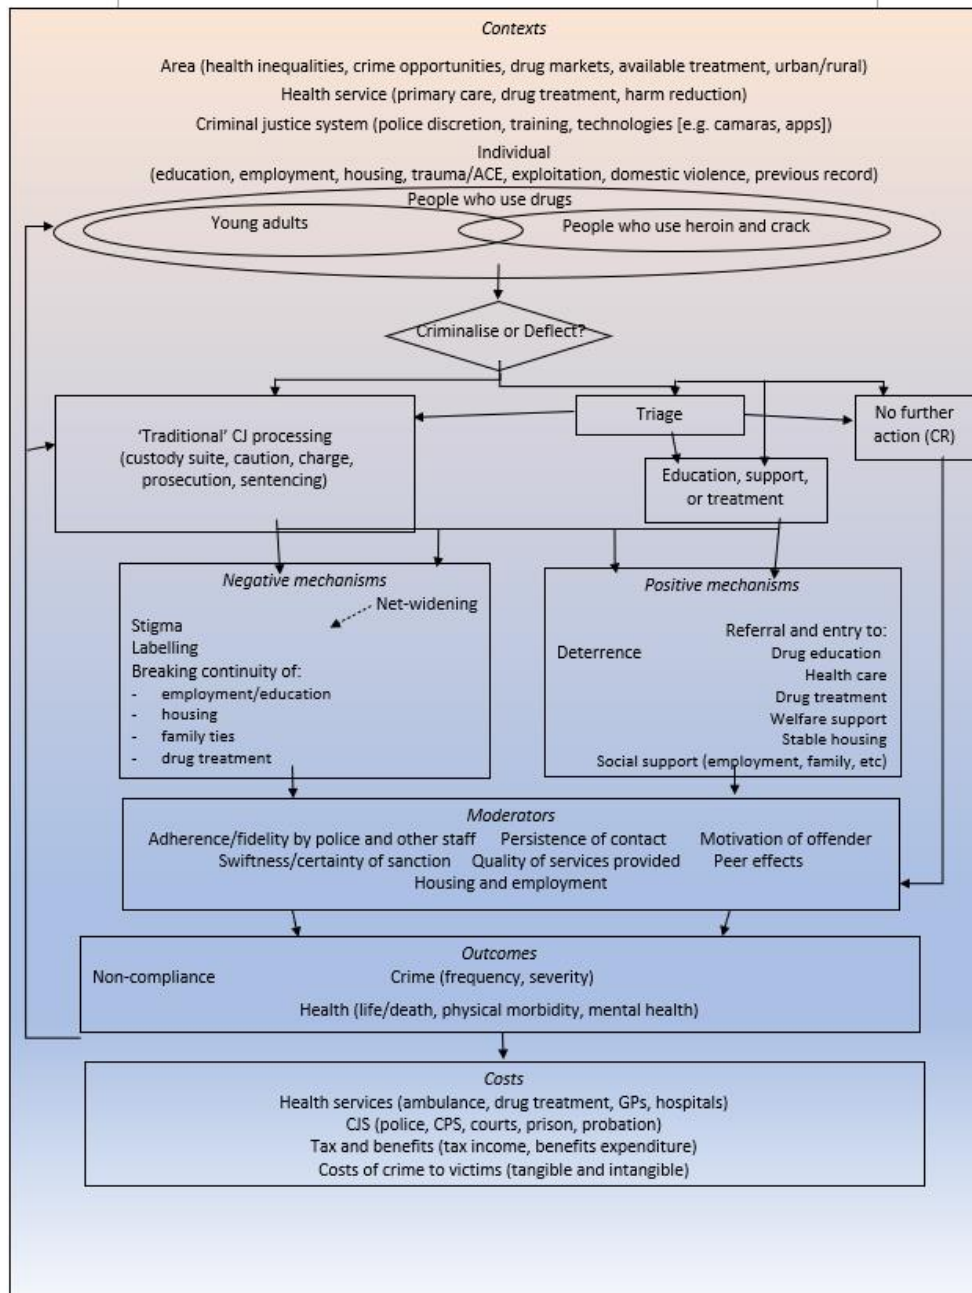 Contexts
Area (health inequalities, crime opportunities, drug markets, available treatment, urban/rural)
Health service (primary care, drug treatment, harm reduction)
Criminal justice system (police discretion, training, technologies [e.g. camaras, apps])
Individual
(education, employment, housing, trauma/ACE, exploitation, domestic violence, previous record)
People who use drugs
Young adults
People who use heroin and crack
Criminalise or Deflect?
'Traditional' CJ processing
(custody suite, caution, charge,
prosecution, sentencing)
Triage
No further
action (CR)
Education, support,
or treatment
Negative mechanisms
Net-widening
Stigma
Labelling
Breaking continuity of:
- employment/education
- housing
- family ties
- drug treatment
Positive mechanisms
Referral and entry to:
Deterrence Drug education
Health care
Drug treatment
Welfare support
Stable housing
Social support (employment, family, etc)
Moderators
Adherence/fidelity by police and other staff Persistence of contact Motivation of offender
Swiftness/certainty of sanction Quality of services provided Peer effects
Housing and employment
Outcomes
Non-compliance Crime (frequency, severity)
Health (life/death, physical morbidity, mental health)
Costs
Health services (ambulance, drug treatment, GPs, hospitals)
CJS (police, CPS, courts, prison, probation)
Tax and benefits (tax income, benefits expenditure)
Costs of crime to victims (tangible and intangible)